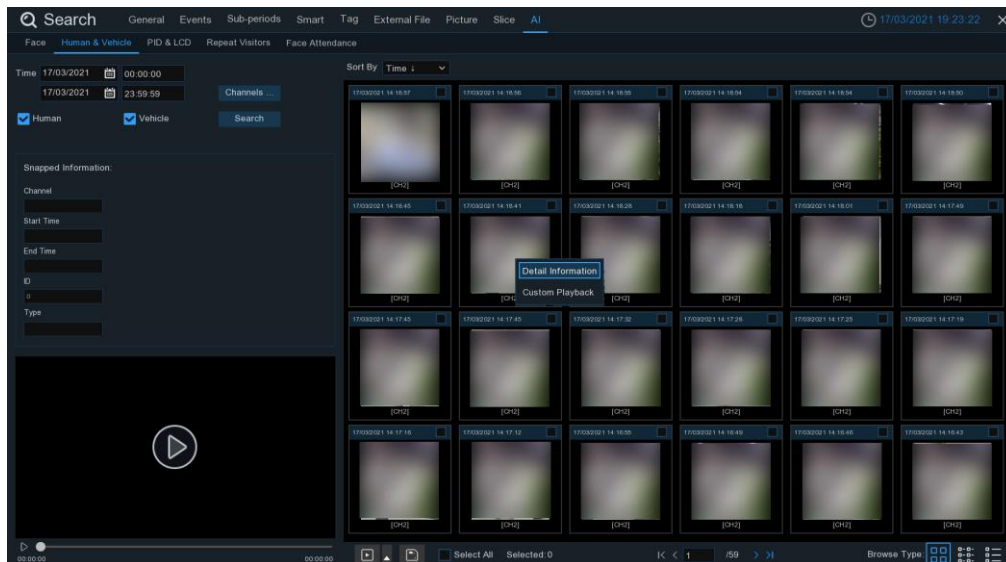 Search General Events Sub-periods Smart Tag External File Picture Slice AI 17/03/2021 19:23:22 X
Face Human & Vehicle PID & LCD Repeat Visitors Face Attendance
Time 17/03/2021 00:00:00
17/03/2021 23:59:59 Channels ...
Human Vehicle Search
Snapped Information:
Channel
Start Time
End Time
ID
0
Type
00:00:00 00:00:00
Sort By Time ↓
17/03/2021 14:18:57 17/03/2021 14:18:56 17/03/2021 14:18:55 17/03/2021 14:18:54 17/03/2021 14:18:54 17/03/2021 14:18:50
[CH2] [CH2] [CH2] [CH2] [CH2] [CH2]
17/03/2021 14:18:45 17/03/2021 14:18:41 17/03/2021 14:18:26 17/03/2021 14:18:18 17/03/2021 14:18:01 17/03/2021 14:17:49
Detail Information
Custom Playback
[CH2] [CH2] [CH2] [CH2] [CH2]
17/03/2021 14:17:45 17/03/2021 14:17:45 17/03/2021 14:17:32 17/03/2021 14:17:28 17/03/2021 14:17:25 17/03/2021 14:17:19
[CH2] [CH2] [CH2] [CH2] [CH2] [CH2]
17/03/2021 14:17:16 17/03/2021 14:17:12 17/03/2021 14:16:55 17/03/2021 14:16:49 17/03/2021 14:16:46 17/03/2021 14:16:43
[CH2] [CH2] [CH2] [CH2] [CH2] [CH2]
Select All Selected:0 1 /59 Browse Type